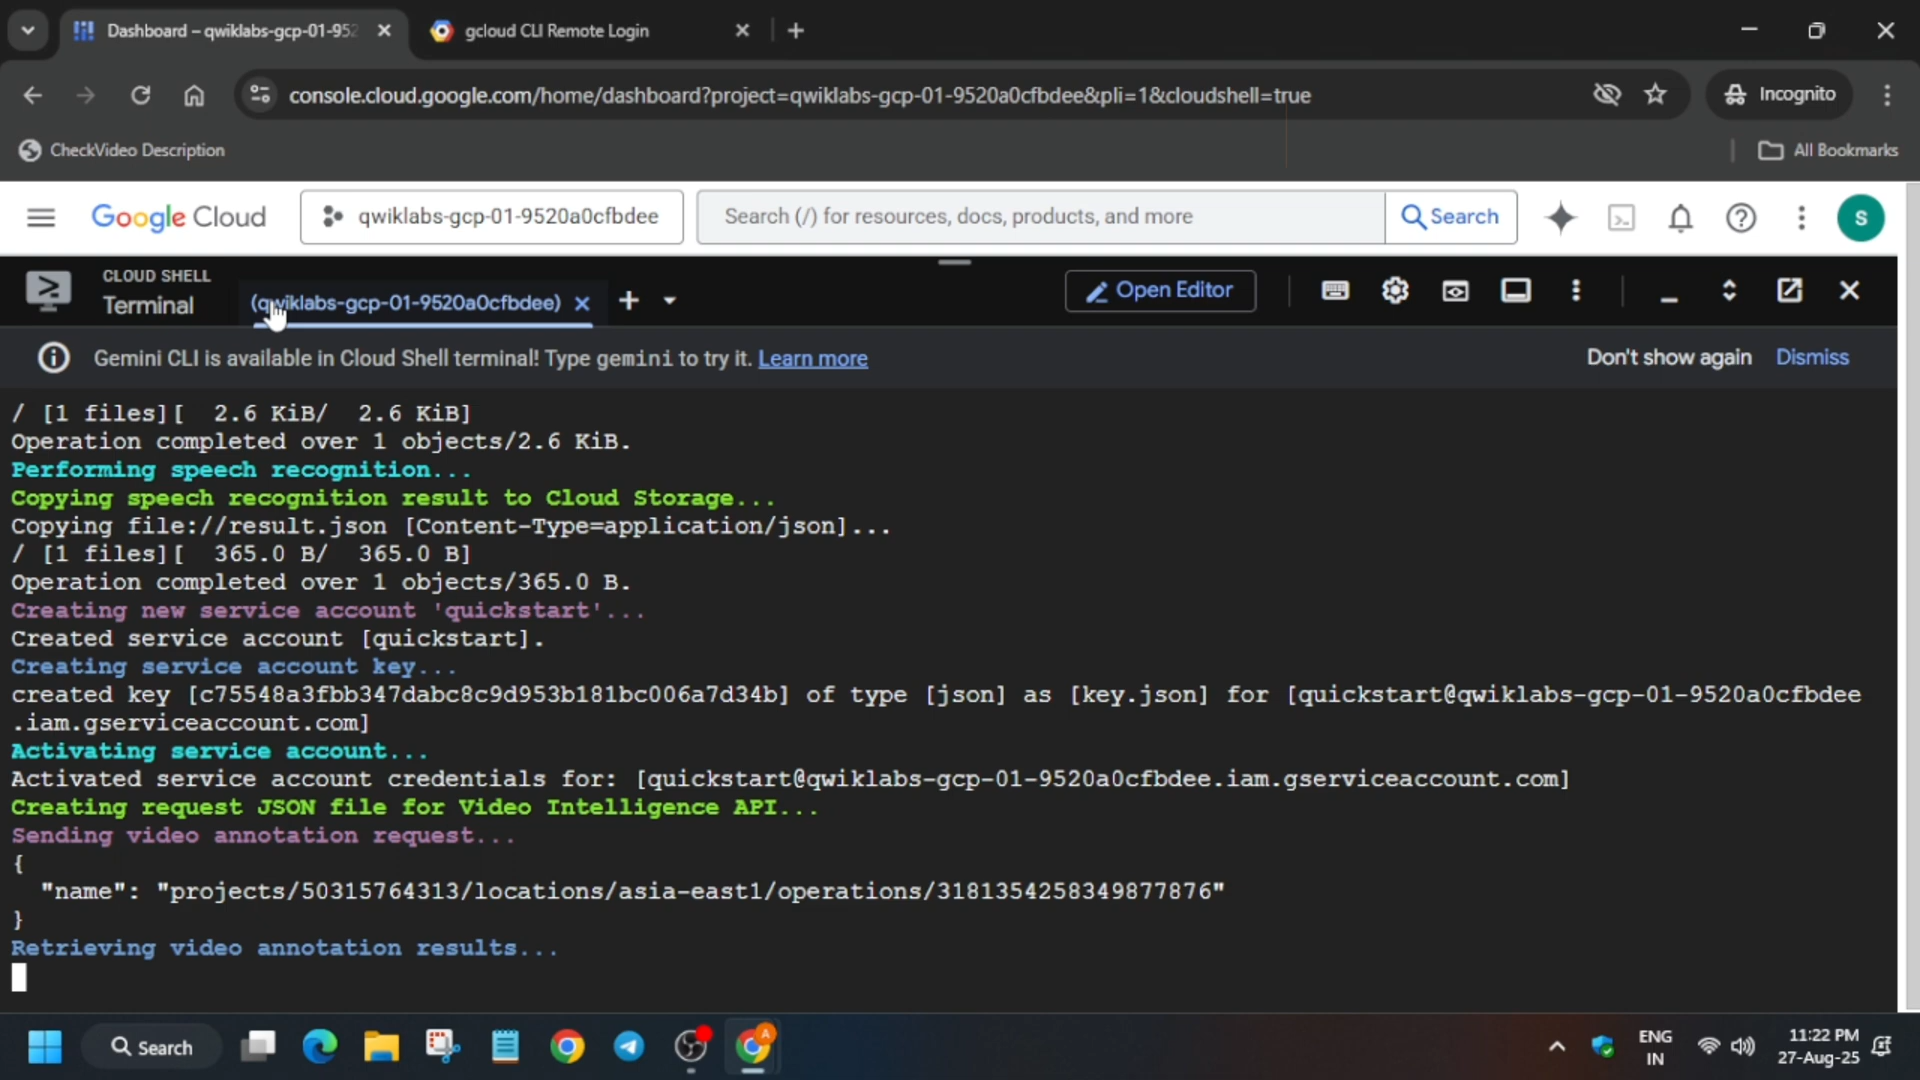 Dashboard – qwiklabs-gcp-01-952
gcloud CLI Remote Login
console.cloud.google.com/home/dashboard?project=qwiklabs-gcp-01-9520a0cfbdee&pli=1&cloudshell=true
Incognito
CheckVideo Description
All Bookmarks
Google Cloud
qwiklabs-gcp-01-9520a0cfbdee
Search (/) for resources, docs, products, and more
Search
S
CLOUD SHELL
Terminal
(qwiklabs-gcp-01-9520a0cfbdee)
Open Editor
Gemini CLI is available in Cloud Shell terminal! Type gemini to try it. Learn more
Don't show again
Dismiss
/ [1 files][  2.6 KiB/  2.6 KiB]
Operation completed over 1 objects/2.6 KiB.
Performing speech recognition...
Copying speech recognition result to Cloud Storage...
Copying file://result.json [Content-Type=application/json]...
/ [1 files][  365.0 B/  365.0 B]
Operation completed over 1 objects/365.0 B.
Creating new service account 'quickstart'...
Created service account [quickstart].
Creating service account key...
created key [c75548a3fbb347dabc8c9d953b181bc006a7d34b] of type [json] as [key.json] for [quickstart@qwiklabs-gcp-01-9520a0cfbdee
.iam.gserviceaccount.com]
Activating service account...
Activated service account credentials for: [quickstart@qwiklabs-gcp-01-9520a0cfbdee.iam.gserviceaccount.com]
Creating request JSON file for Video Intelligence API...
Sending video annotation request...
{
  "name": "projects/50315764313/locations/asia-east1/operations/3181354258349877876"
}
Retrieving video annotation results...
Search
A
ENG
IN
11:22 PM
27-Aug-25